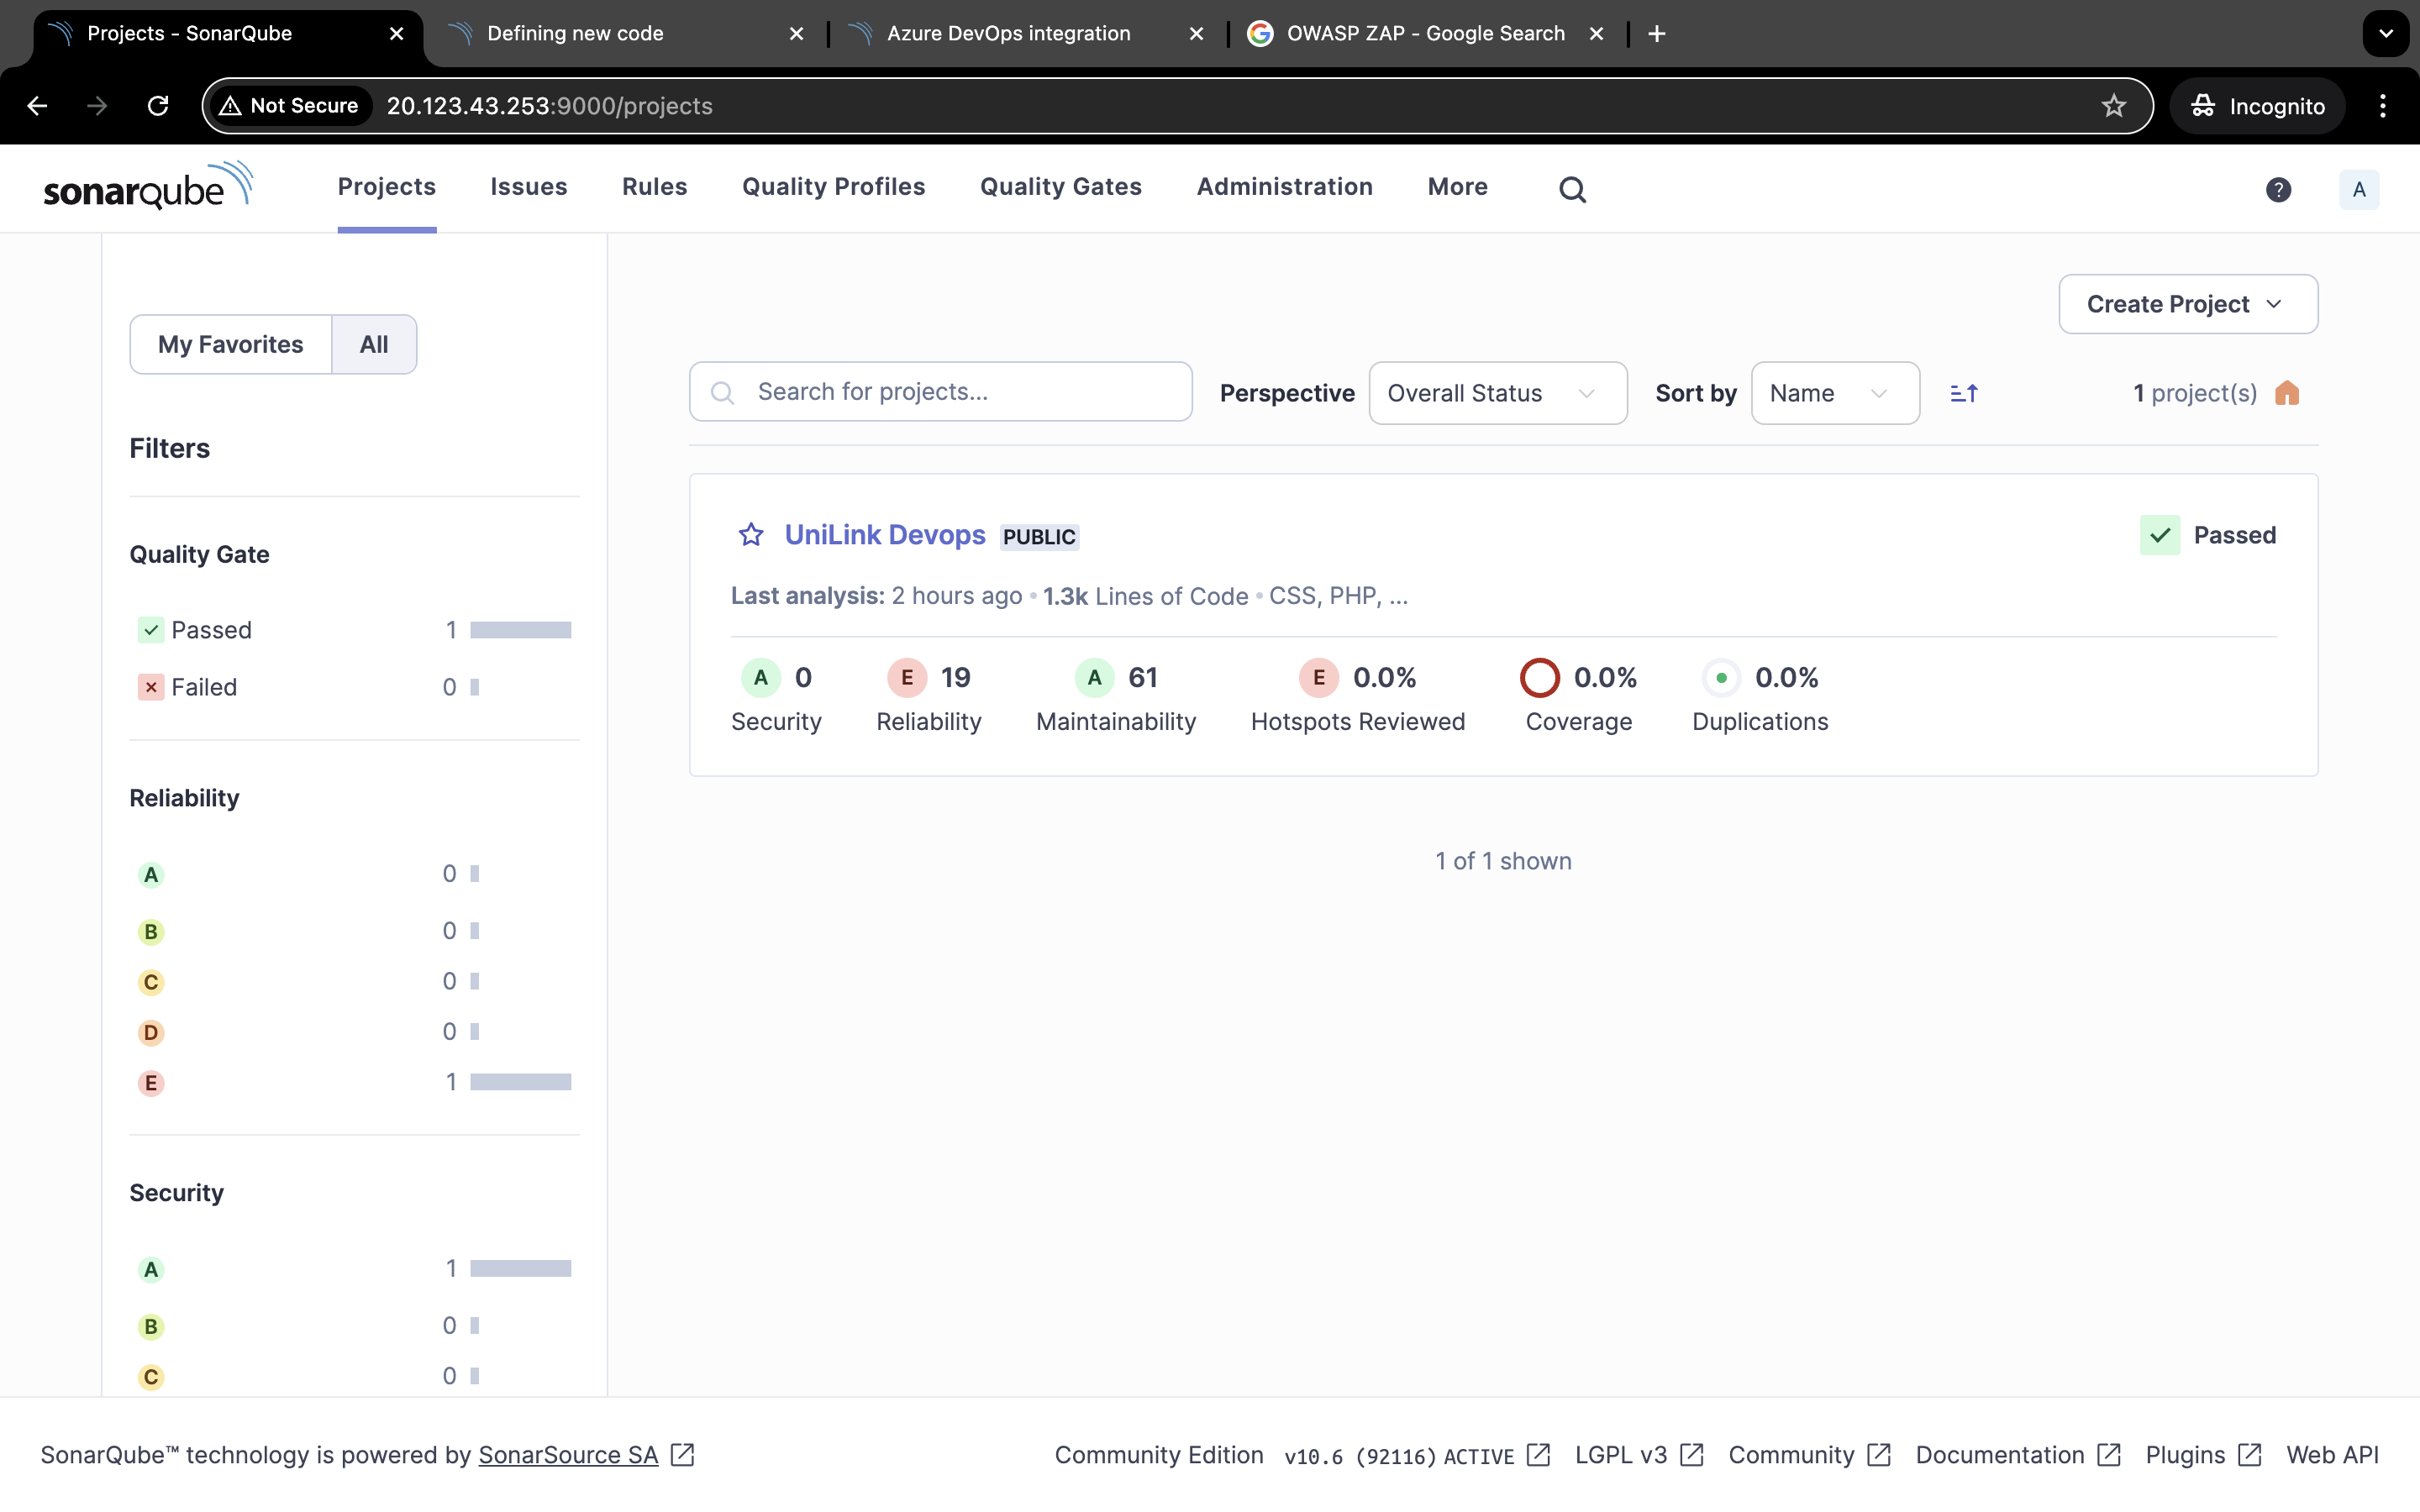 Projects - SonarQube
Defining new code
Azure DevOps integration
OWASP ZAP - Google Search
Not Secure
20.123.43.253:9000/projects
Incognito
sonarqube
Projects
Issues
Rules
Quality Profiles
Quality Gates
Administration
More
?
A
My Favorites
All
Create Project
Search for projects...
Perspective
Overall Status
Sort by
Name
1 project(s)
Filters
Quality Gate
Passed 1
Failed 0
Reliability
A 0
B 0
C 0
D 0
E 1
Security
A 1
B 0
C 0
UniLink Devops PUBLIC
Passed
Last analysis: 2 hours ago • 1.3k Lines of Code • CSS, PHP, ...
A 0
Security
E 19
Reliability
A 61
Maintainability
E 0.0%
Hotspots Reviewed
0.0%
Coverage
0.0%
Duplications
1 of 1 shown
SonarQube™ technology is powered by SonarSource SA
Community Edition
v10.6 (92116) ACTIVE
LGPL v3
Community
Documentation
Plugins
Web API